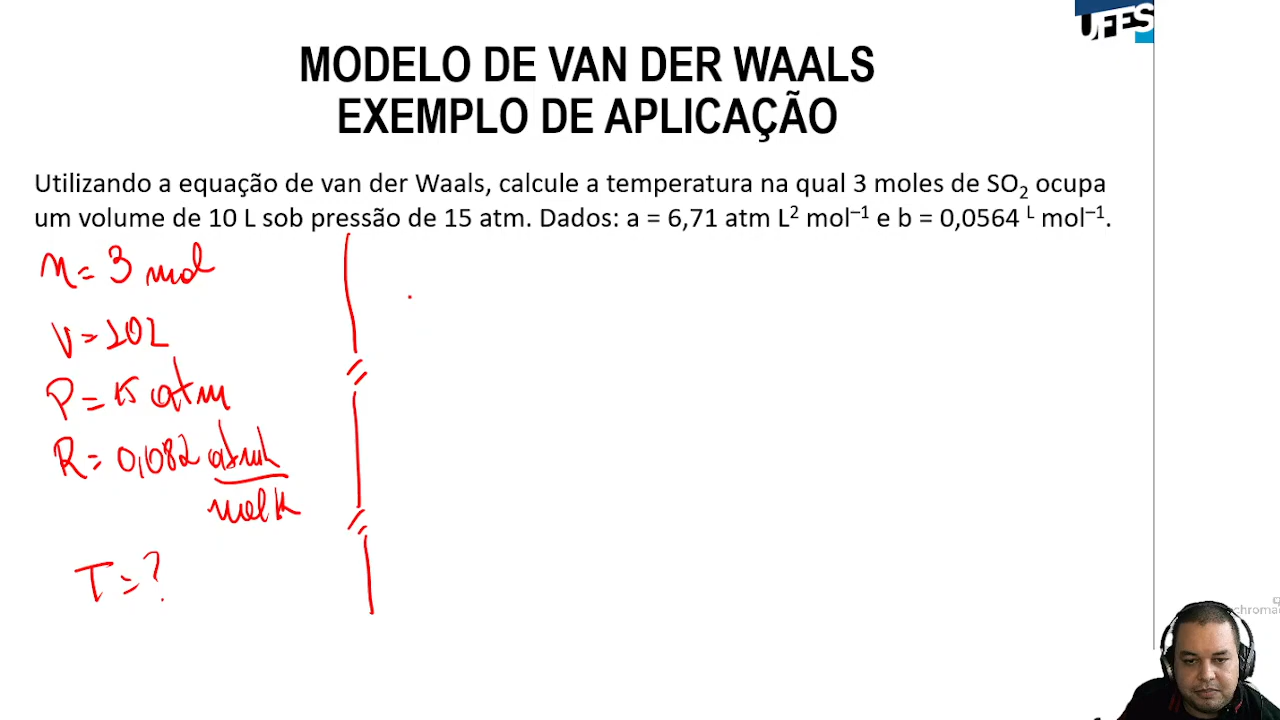 UFES
MODELO DE VAN DER WAALS
EXEMPLO DE APLICAÇÃO
Utilizando a equação de van der Waals, calcule a temperatura na qual 3 moles de SO₂ ocupa
um volume de 10 L sob pressão de 15 atm. Dados: a = 6,71 atm L² mol⁻¹ e b = 0,0564 ᴸ mol⁻¹.
n = 3 mol
V = 10L
P = 15 atm
R = 0,082 atm L
mol K
T = ?